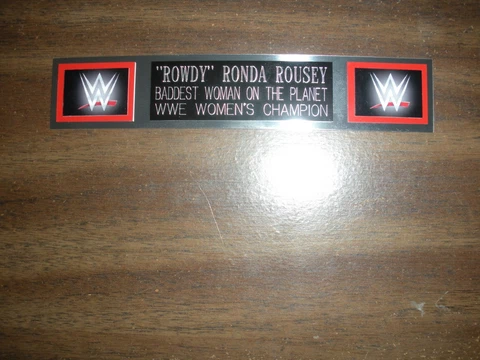 "ROWDY" RONDA ROUSEY
BADDEST WOMAN ON THE PLANET
WWE WOMEN'S CHAMPION